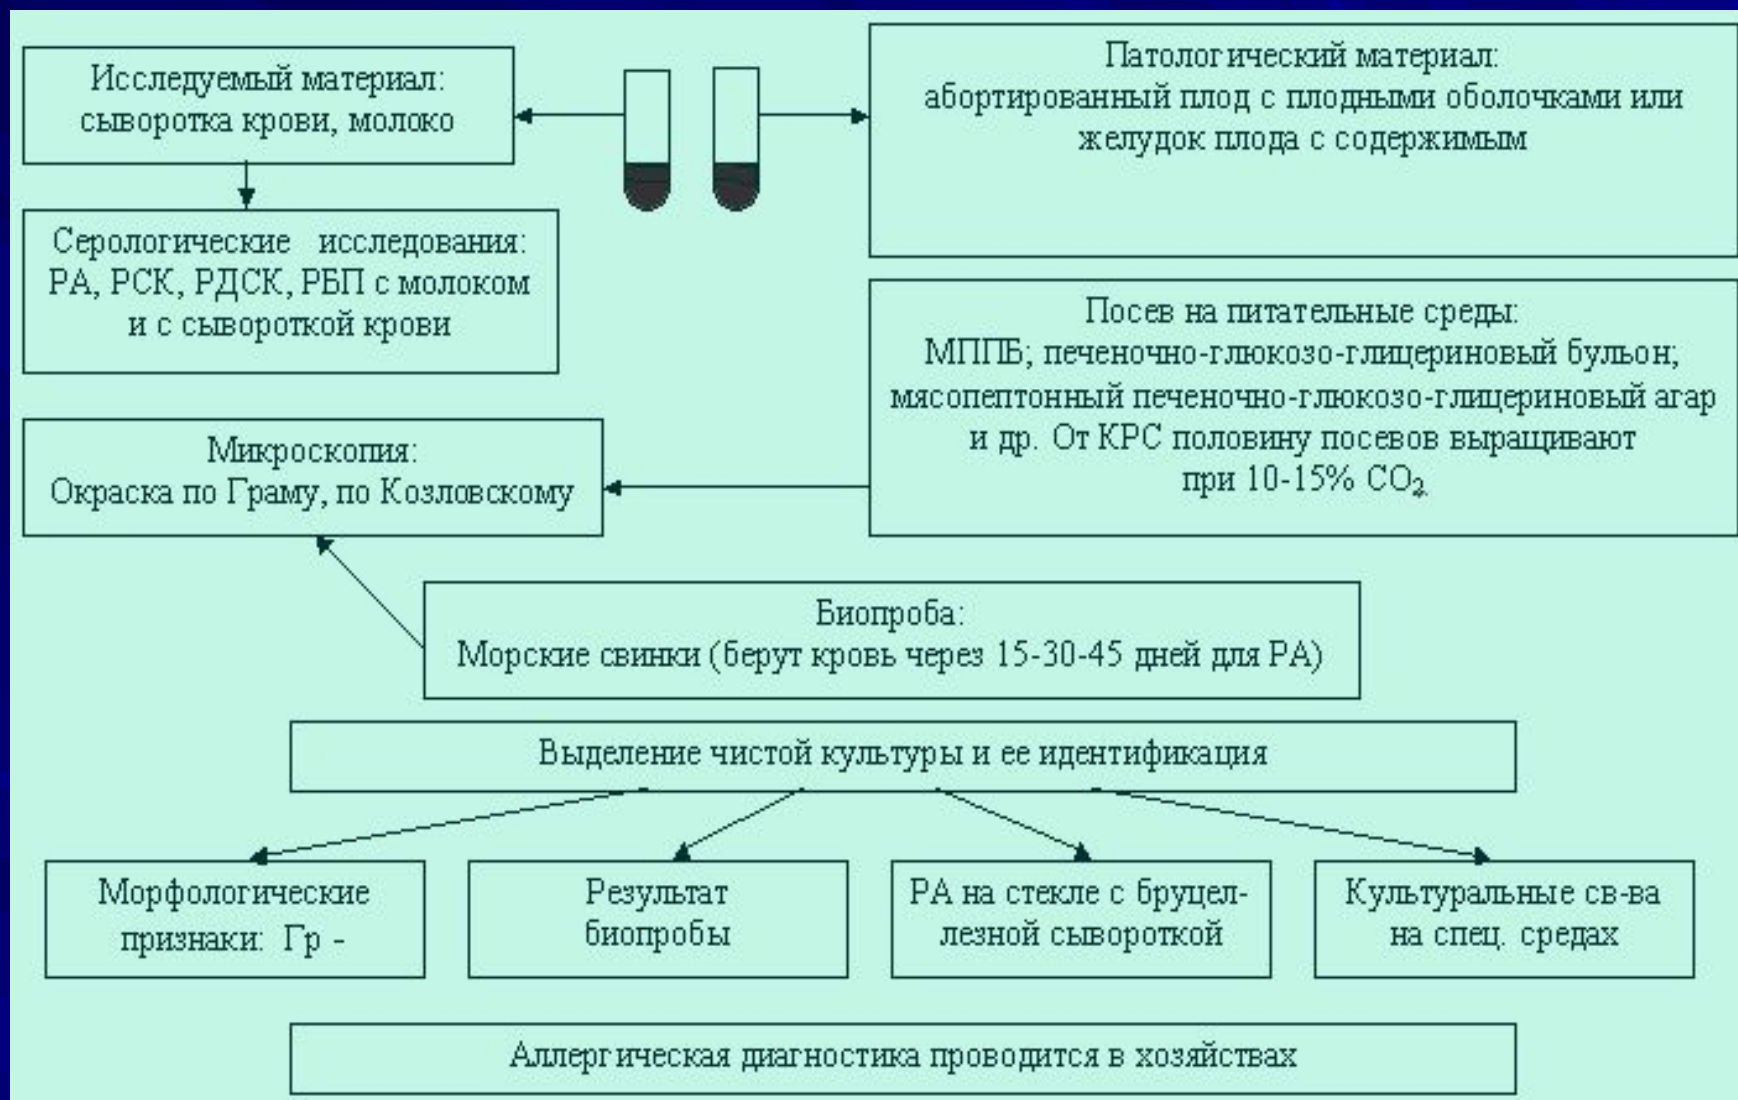 Исследуемый материал:
сыворотка крови, молоко
Патологический материал:
абортированный плод с плодными оболочками или
желудок плода с содержимым
Серологические исследования:
РА, РСК, РДСК, РБП с молоком
и с сывороткой крови
Посев на питательные среды:
МППБ; печеночно-глюкозо-глицериновый бульон;
мясопептонный печеночно-глюкозо-глицериновый агар
и др. От КРС половину посевов выращивают
при 10-15% СО2
Микроскопия:
Окраска по Граму, по Козловскому
Биопроба:
Морские свинки (берут кровь через 15-30-45 дней для РА)
Выделение чистой культуры и ее идентификация
Морфологические
признаки: Гр -
Результат
биопробы
РА на стекле с бруцел-
лезной сывороткой
Культуральные св-ва
на спец. средах
Аллергическая диагностика проводится в хозяйствах